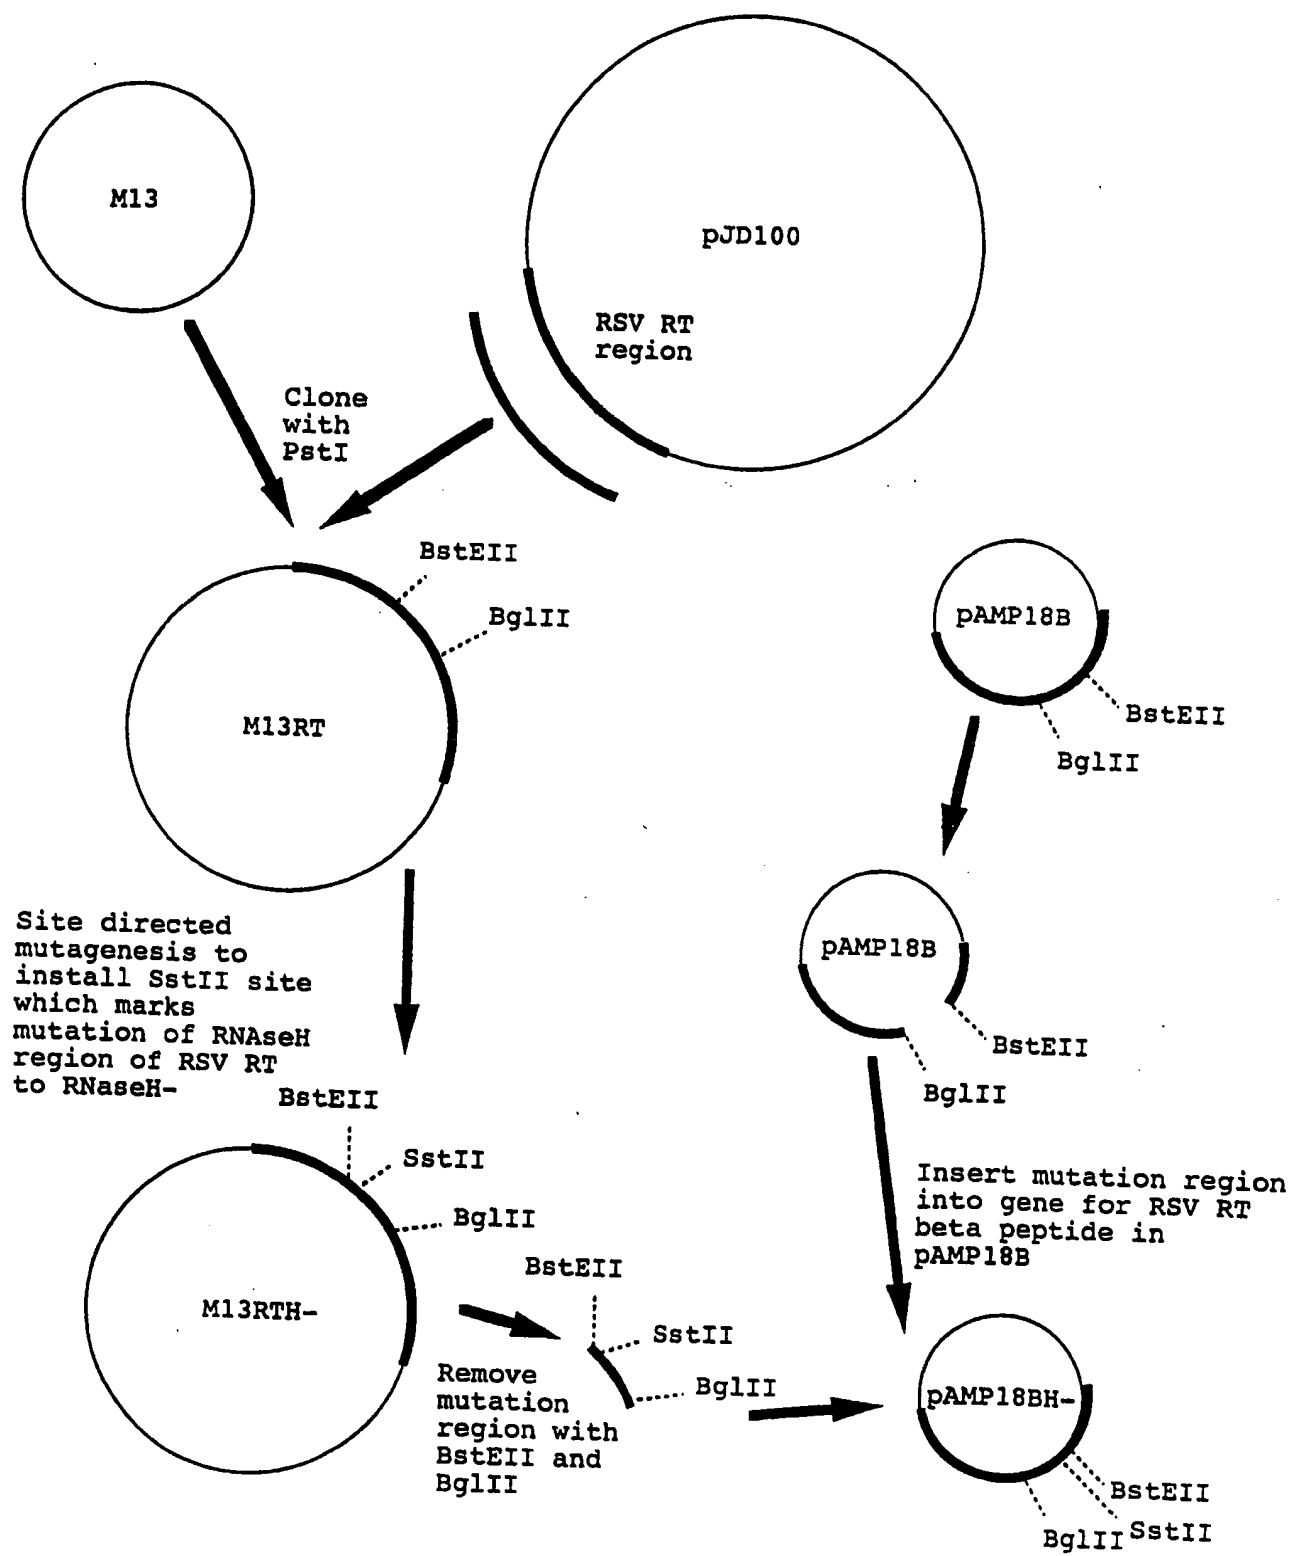 M13
pJD100
RSV RT
region
Clone
with
PstI
BstEII
BglII
M13RT
pAMP18B
BstEII
BglII
Site directed
mutagenesis to
install SstII site
which marks
mutation of RNAseH
region of RSV RT
to RNaseH-
pAMP18B
BstEII
BglII
BstEII
SstII
BglII
M13RTH-
Insert mutation region
into gene for RSV RT
beta peptide in
pAMP18B
BstEII
SstII
BglII
Remove
mutation
region with
BstEII and
BglII
pAMP18BH-
BstEII
SstII
BglII